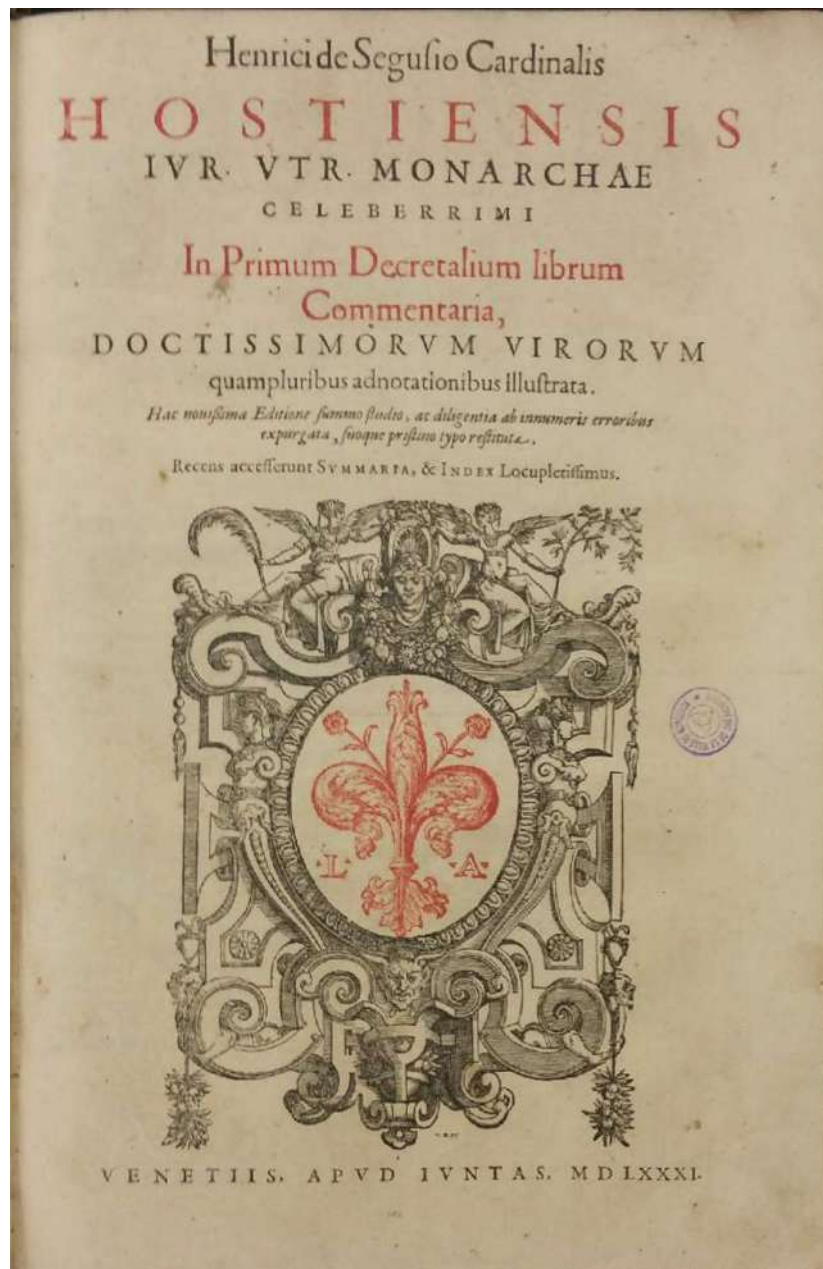 Henrici de Seguſio Cardinalis
HOSTIENSIS
IVR. VTR. MONARCHAE
CELEBERRIMI
In Primum Decretalium librum
Commentaria,
DOCTISSIMORVM VIRORVM
quampluribus adnotationibus illuſtrata.
Hac nouiſſima Editione ſummo ſtudio, ac diligentia ab innumeris erroribus
expurgata, ſuoque priſtino typo reſtituta.
Recens acceſſerunt SVMMARIA, & INDEX Locupletiſſimus.
L A
VENETIIS, APVD IVNTAS. MDLXXXI.